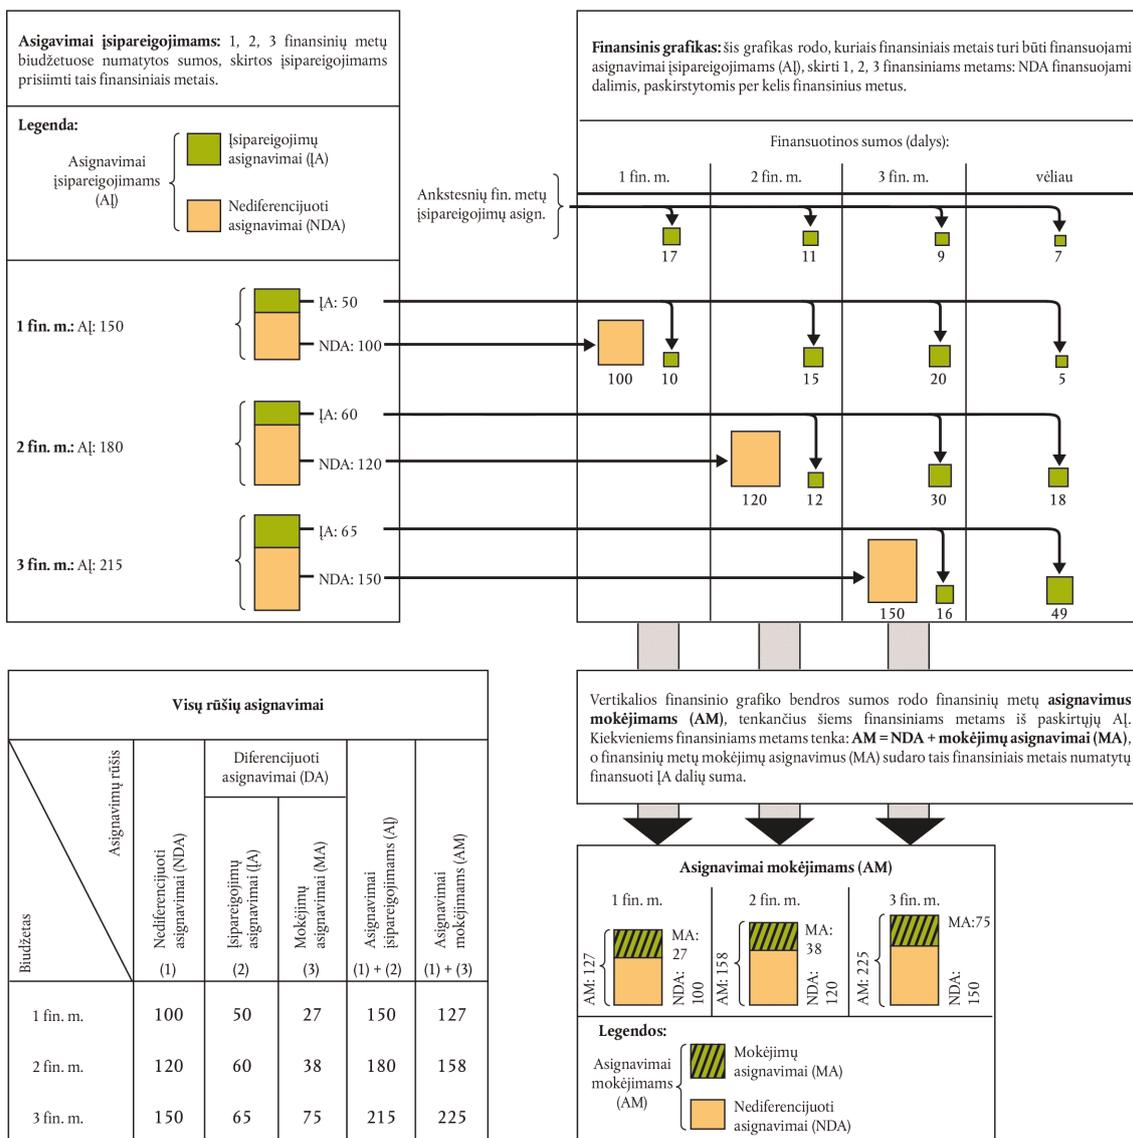 Asigavimai įsipareigojimams: 1, 2, 3 finansinių metų
biudžetuose numatytos sumos, skirtos įsipareigojimams
prisiimti tais finansiniais metais.
Legenda:
Asignavimai
įsipareigojimams
(AĮ)
Įsipareigojimų
asignavimai (ĮA)
Nediferencijuoti
asignavimai (NDA)
Finansinis grafikas: šis grafikas rodo, kuriais finansiniais metais turi būti finansuojami
asignavimai įsipareigojimams (AĮ), skirti 1, 2, 3 finansiniams metams: NDA finansuojami
dalimis, paskirstytomis per kelis finansinius metus.
Finansuotinos sumos (dalys):
1 fin. m. 2 fin. m. 3 fin. m. vėliau
Ankstesnių fin. metų
įsipareigojimų asign.
17 11 9 7
1 fin. m.: AĮ: 150
ĮA: 50
NDA: 100
100 10 15 20 5
2 fin. m.: AĮ: 180
ĮA: 60
NDA: 120
120 12 30 18
3 fin. m.: AĮ: 215
ĮA: 65
NDA: 150
150 16 49
Vertikalios finansinio grafiko bendros sumos rodo finansinių metų asignavimus
mokėjimams (AM), tenkančius šiems finansiniams metams iš paskirtųjų AĮ.
Kiekvieniems finansiniams metams tenka: AM = NDA + mokėjimų asignavimai (MA),
o finansinių metų mokėjimų asignavimus (MA) sudaro tais finansiniais metais numatytų
finansuoti ĮA dalių suma.
Visų rūšių asignavimai
Asignavimų rūšis
Biudžetas
Diferencijuoti
asignavimai (DA)
Nediferencijuoti
asignavimai (NDA)
Įsipareigojimų
asignavimai (ĮA)
Mokėjimų
asignavimai (MA)
Asignavimai
įsipareigojimams (AĮ)
Asignavimai
mokėjimams (AM)
(1) (2) (3) (1) + (2) (1) + (3)
1 fin. m. 100 50 27 150 127
2 fin. m. 120 60 38 180 158
3 fin. m. 150 65 75 215 225
Asignavimai mokėjimams (AM)
1 fin. m. 2 fin. m. 3 fin. m.
AM: 127
MA:
27
NDA:
100
AM: 158
MA:
38
NDA:
120
AM: 225
MA:75
NDA:
150
Legendos:
Asignavimai
mokėjimams
(AM)
Mokėjimų
asignavimai (MA)
Nediferencijuoti
asignavimai (NDA)